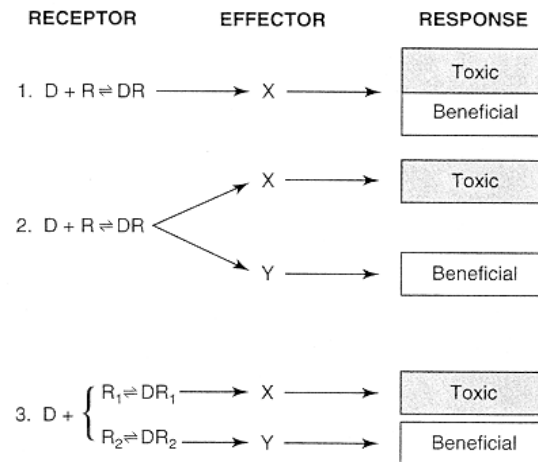 RECEPTOR EFFECTOR RESPONSE
Toxic
1. D + R ⇌ DR X
Beneficial
X Toxic
2. D + R ⇌ DR
Y Beneficial
R₁ ⇌ DR₁ X Toxic
3. D + {
R₂ ⇌ DR₂ Y Beneficial